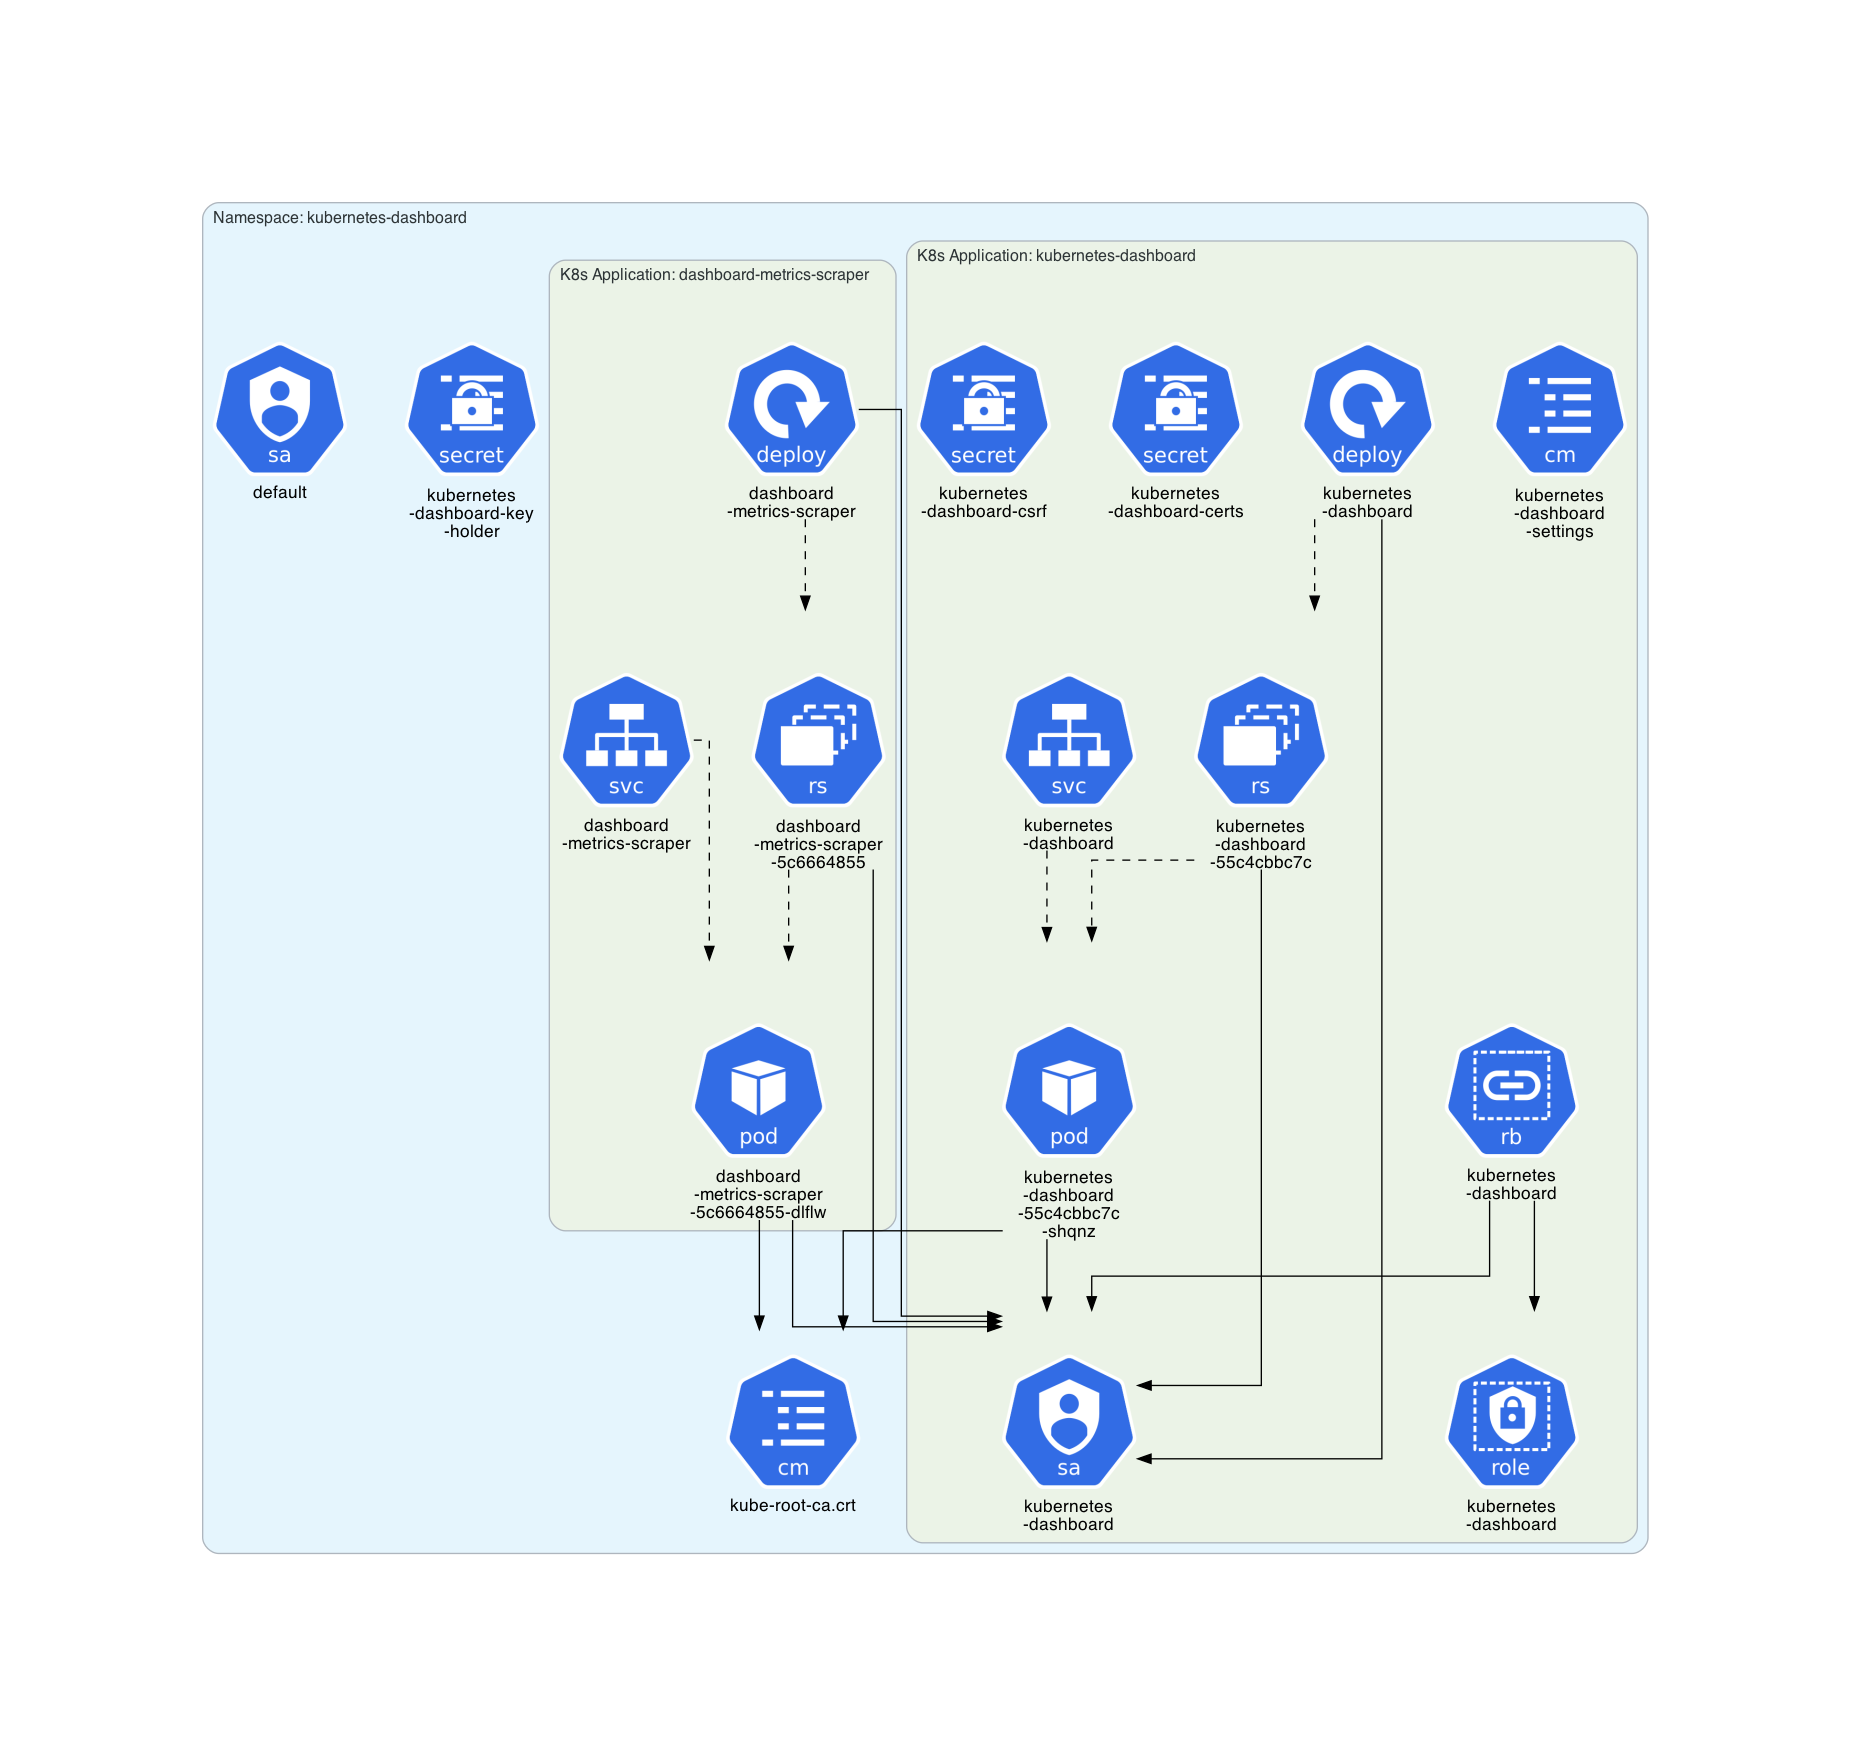 Namespace: kubernetes-dashboard
K8s Application: kubernetes-dashboard
K8s Application: dashboard-metrics-scraper
sa
default
secret
kubernetes
-dashboard-key
-holder
deploy
dashboard
-metrics-scraper
secret
kubernetes
-dashboard-csrf
secret
kubernetes
-dashboard-certs
deploy
kubernetes
-dashboard
cm
kubernetes
-dashboard
-settings
svc
dashboard
-metrics-scraper
rs
dashboard
-metrics-scraper
-5c6664855
svc
kubernetes
-dashboard
rs
kubernetes
-dashboard
-55c4cbbc7c
pod
dashboard
-metrics-scraper
-5c6664855-dlflw
pod
kubernetes
-dashboard
-55c4cbbc7c
-shqnz
rb
kubernetes
-dashboard
cm
kube-root-ca.crt
sa
kubernetes
-dashboard
role
kubernetes
-dashboard